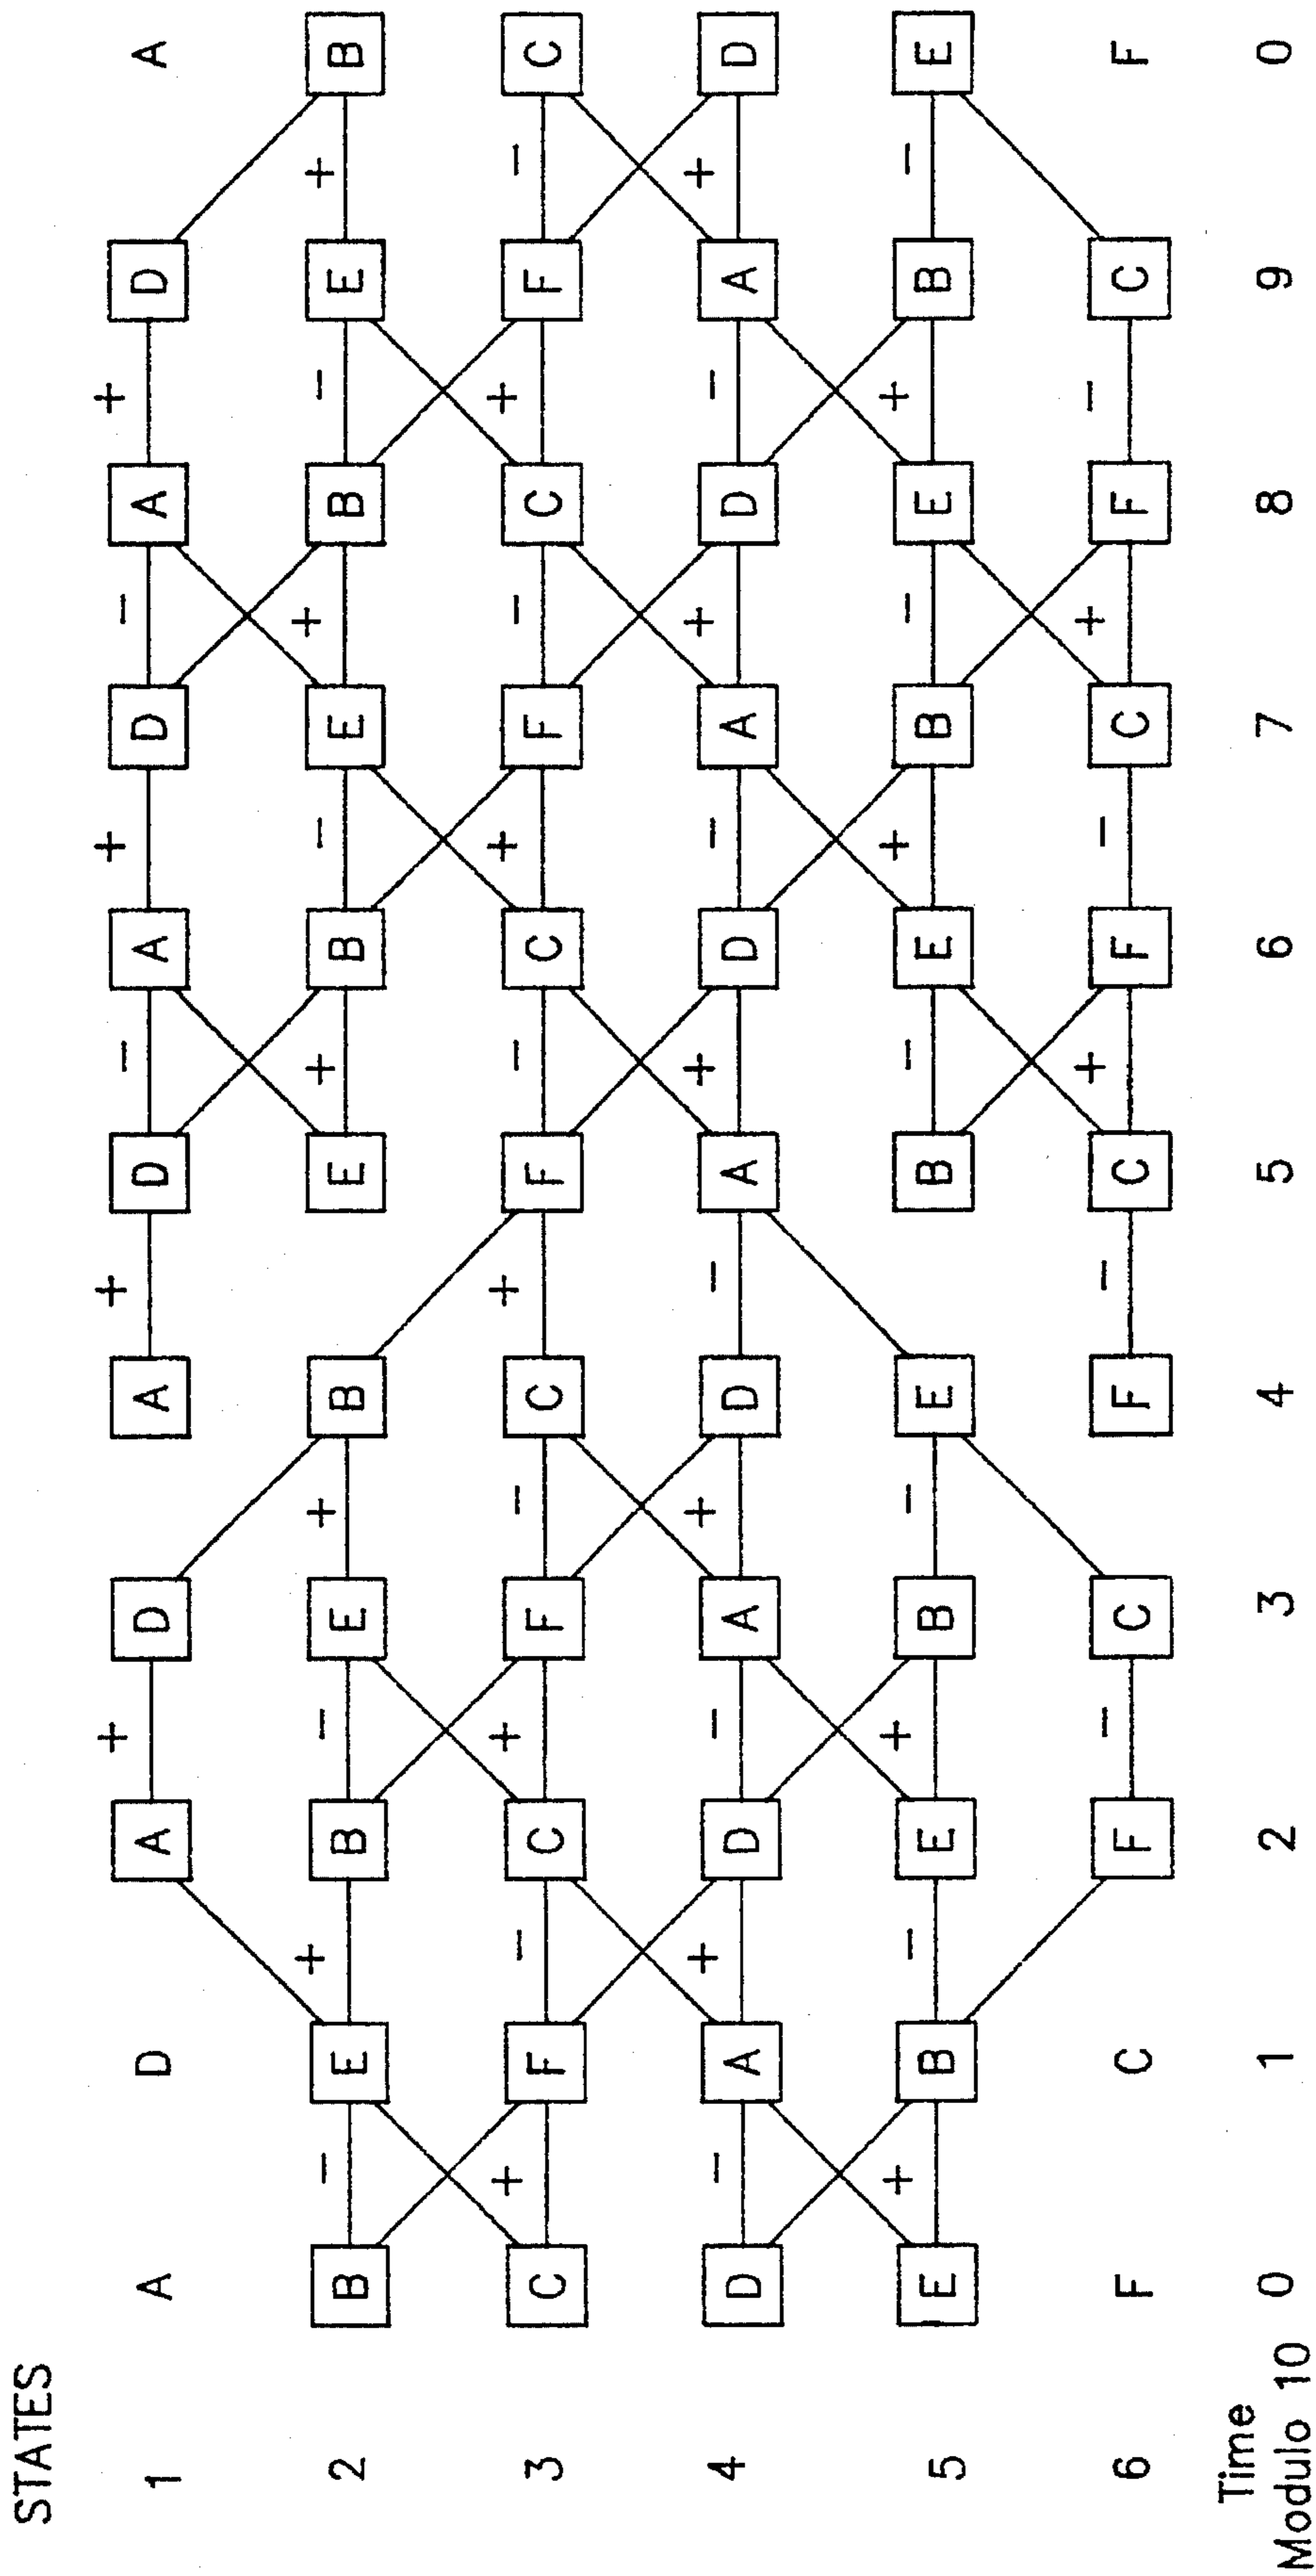 STATES
+ + − + − +
1 A D A D A D A D A D A
− + − + + − + − +
2 B E B E B E B E B E B
+ − + − + − + − + −
3 C F C F C F C F C F C
− + − + − + − + − +
4 D A D A D A D A D A D
+ − + − − + − + −
5 E B E B E B E B E B E
− − + − + −
6 F C F C F C F C F C F
Time
Modulo 10 0 1 2 3 4 5 6 7 8 9 0